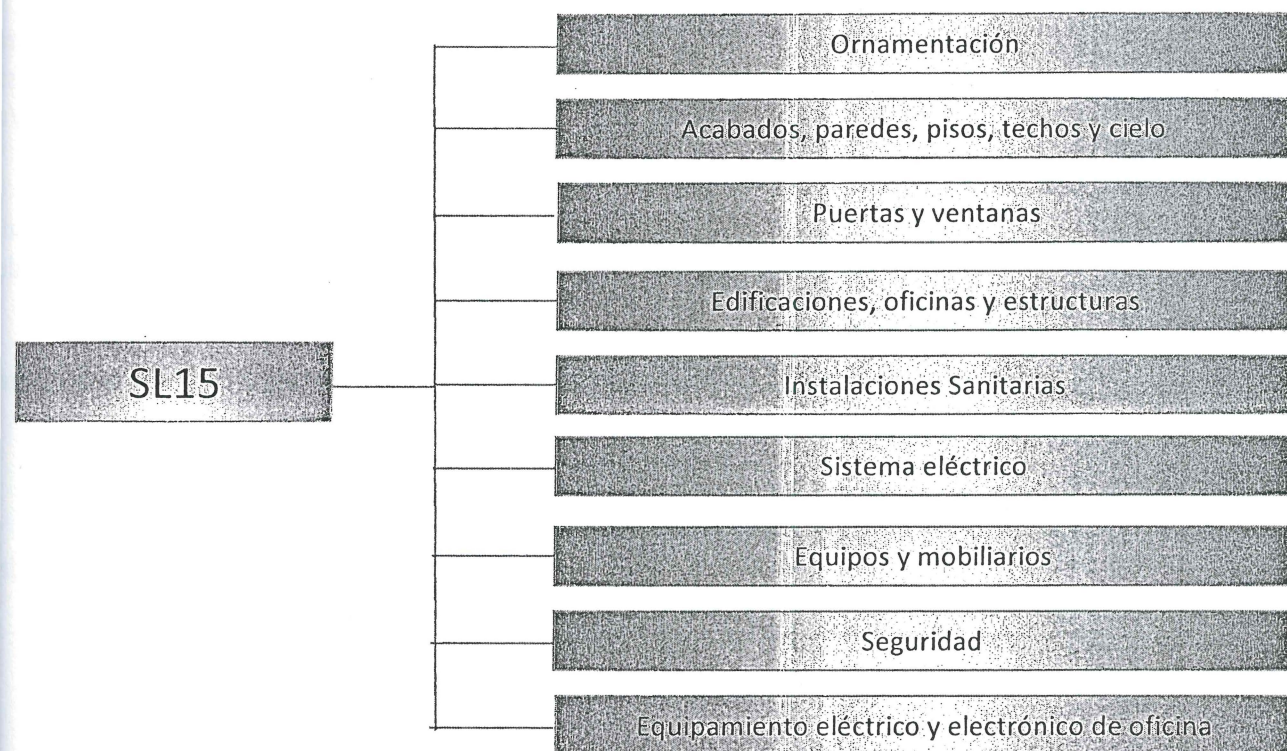 SL15
Ornamentación
Acabados, paredes, pisos, techos y cielo
Puertas y ventanas
Edificaciones, oficinas y estructuras
Instalaciones Sanitarias
Sistema eléctrico
Equipos y mobiliarios
Seguridad
Equipamiento eléctrico y electrónico de oficina